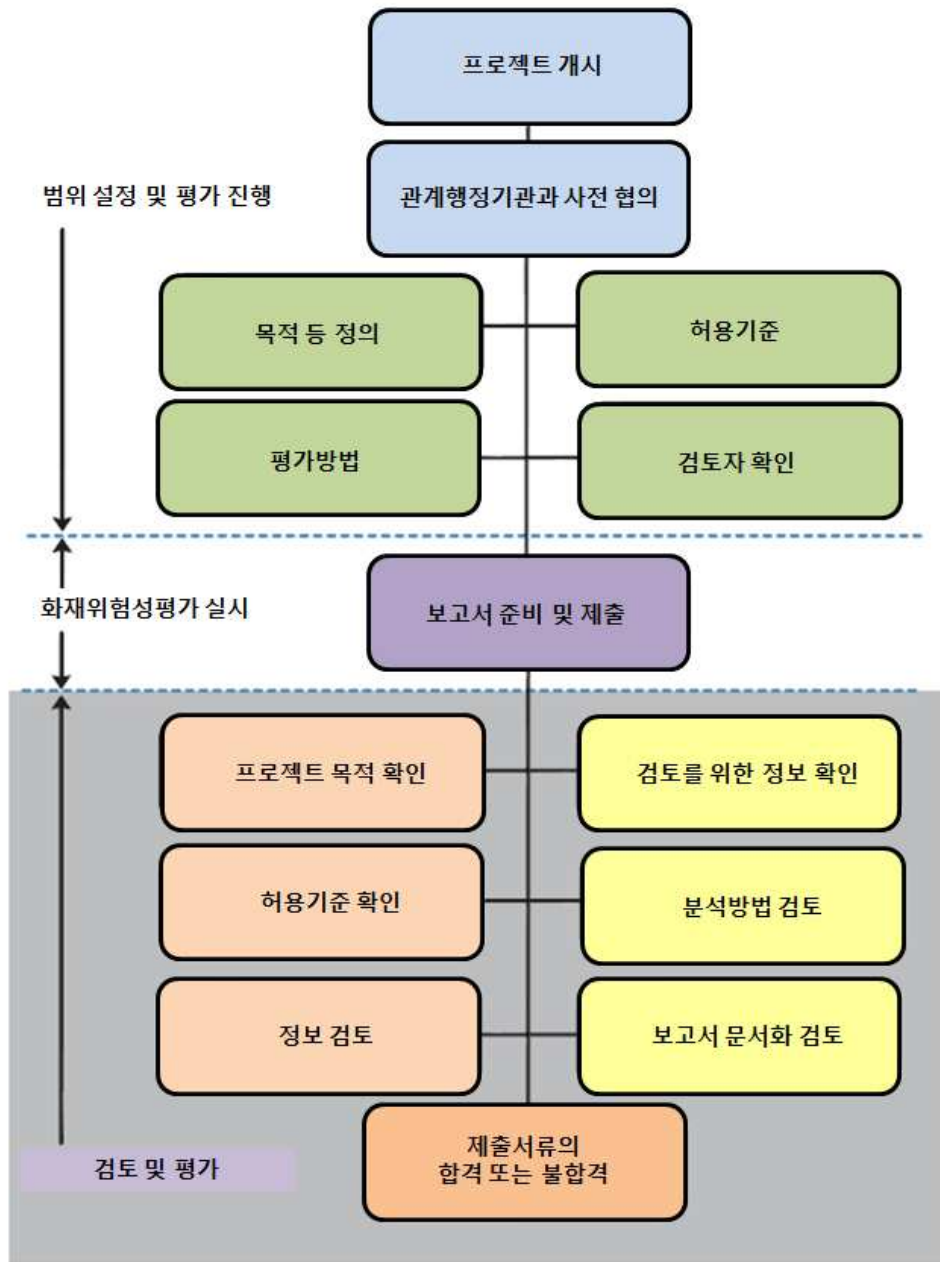 프로젝트 개시
관계행정기관과 사전 협의
범위 설정 및 평가 진행
목적 등 정의
허용기준
평가방법
검토자 확인
화재위험성평가 실시
보고서 준비 및 제출
프로젝트 목적 확인
검토를 위한 정보 확인
허용기준 확인
분석방법 검토
정보 검토
보고서 문서화 검토
검토 및 평가
제출서류의
합격 또는 불합격